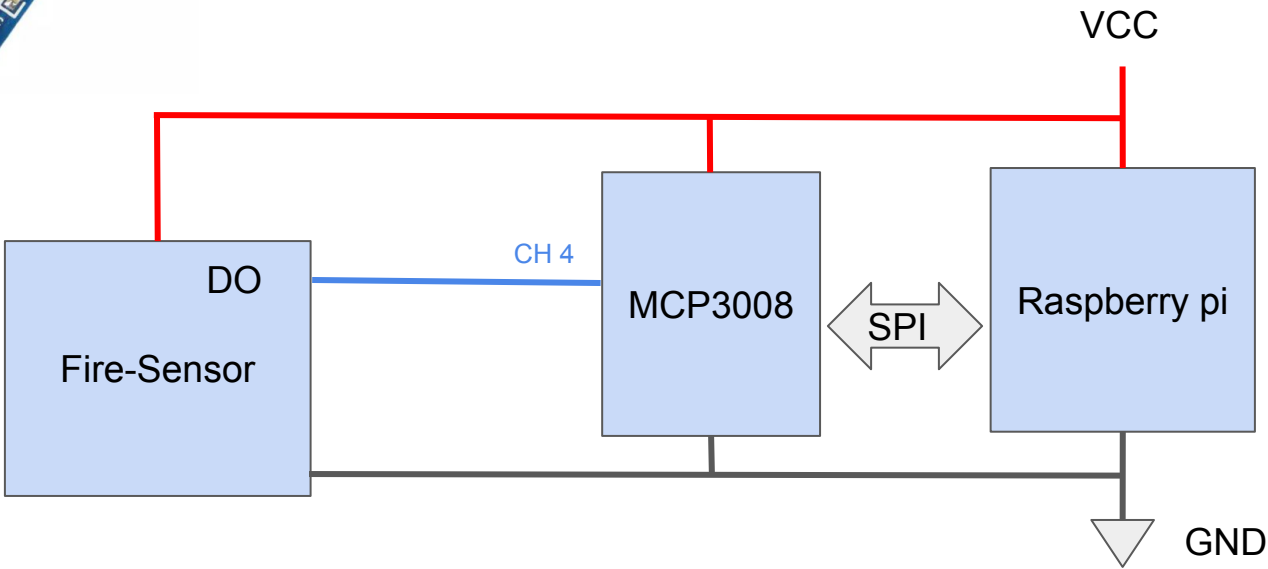 VCC
DO
CH 4
Fire-Sensor
MCP3008
SPI
Raspberry pi
GND